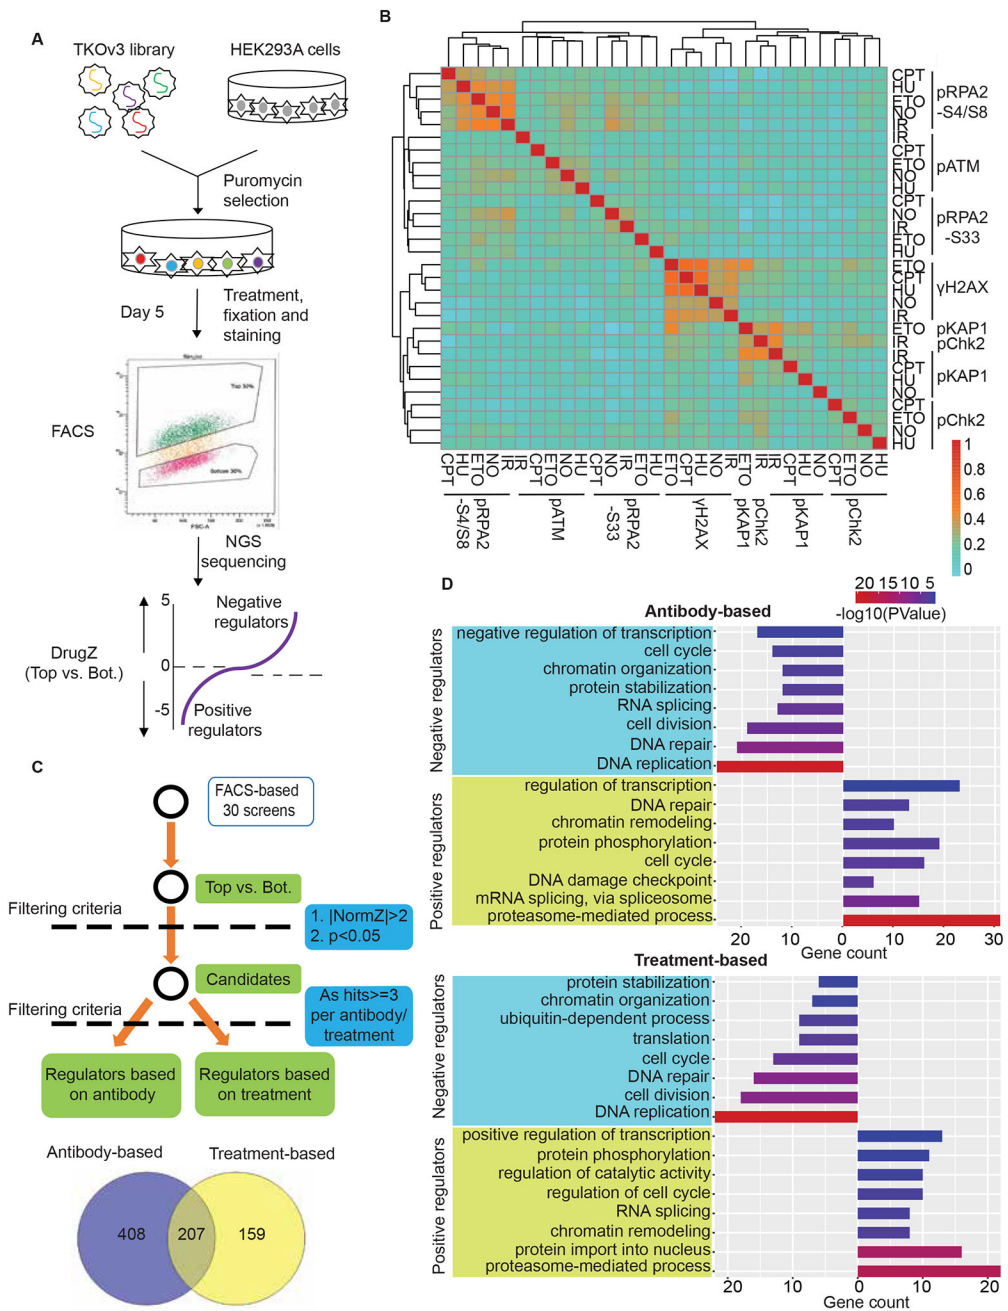 A
TKOv3 library
HEK293A cells
Puromycin
selection
Day 5
Treatment,
fixation and
staining
FACS
Top 30%
Bottom 30%
FSC-A
NGS
sequencing
5
0
-5
DrugZ
(Top vs. Bot.)
Negative
regulators
Positive
regulators
B
CPT
HU
ETO
NO
IR
pRPA2
-S4/S8
IR
CPT
ETO
NO
HU
pATM
CPT
NO
IR
ETO
HU
pRPA2
-S33
ETO
CPT
HU
NO
IR
γH2AX
ETO pKAP1
IR pChk2
IR
CPT
HU
NO
pKAP1
CPT
ETO
NO
HU
pChk2
CPT HU ETO NO IR IR CPT ETO NO HU CPT NO IR ETO HU ETO CPT HU NO IR ETO IR IR CPT HU NO CPT ETO NO HU
pRPA2
-S4/S8
pATM
pRPA2
-S33
γH2AX
pKAP1
pChk2
pKAP1
pChk2
1
0.8
0.6
0.4
0.2
0
C
FACS-based
30 screens
Top vs. Bot.
Filtering criteria
1. |NormZ|>2
2. p<0.05
Candidates
Filtering criteria
As hits>=3
per antibody/
treatment
Regulators based
on antibody
Regulators based
on treatment
Antibody-based
Treatment-based
408 207 159
D
20 15 10 5
-log10(PValue)
Antibody-based
Negative regulators
negative regulation of transcription
cell cycle
chromatin organization
protein stabilization
RNA splicing
cell division
DNA repair
DNA replication
Positive regulators
regulation of transcription
DNA repair
chromatin remodeling
protein phosphorylation
cell cycle
DNA damage checkpoint
mRNA splicing, via spliceosome
proteasome-mediated process
20 10 0 10 20 30
Gene count
Treatment-based
Negative regulators
protein stabilization
chromatin organization
ubiquitin-dependent process
translation
cell cycle
DNA repair
cell division
DNA replication
Positive regulators
positive regulation of transcription
protein phosphorylation
regulation of catalytic activity
regulation of cell cycle
RNA splicing
chromatin remodeling
protein import into nucleus
proteasome-mediated process
20 10 0 10 20
Gene count